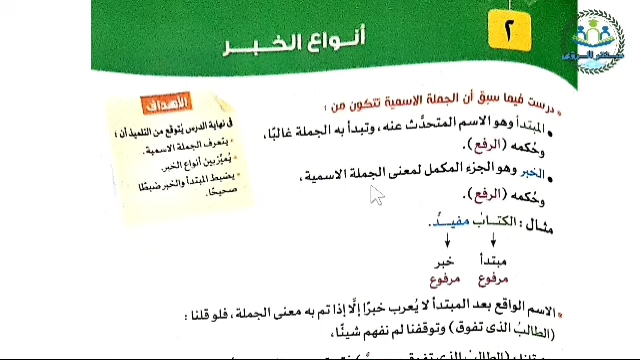 ٢
أنواع الخبر
درست فيما سبق أن الجملة الاسمية تتكون من :
• المبتدأ وهو الاسم المتحدَّث عنه، وتبدأ به الجملة غالبًا،
وحُكمه (الرفع).
• الخبر وهو الجزء المكمل لمعنى الجملة الاسمية،
وحُكمه (الرفع).
مثال : الكتابُ مفيدٌ.
مبتدأ خبر
مرفوع مرفوع
الاسم الواقع بعد المبتدأ لا يُعرب خبرًا إلَّا إذا تم به معنى الجملة، فلو قلنا :
(الطالبُ الذى تفوق) وتوقفنا لم نفهم شيئًا،
الأهداف
فى نهاية الدرس يُتوقع من التلميذ أن :
• يتعرف الجملة الاسمية.
• يُميِّز بين أنواع الخبر.
• يضبط المبتدأ والخبر ضبطًا
صحيحًا.